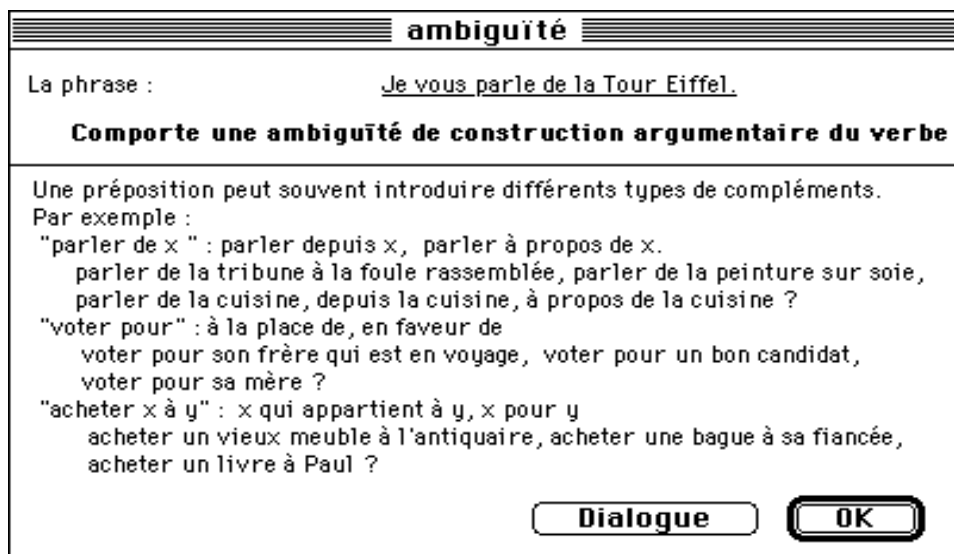 ambiguïté
La phrase : Je vous parle de la Tour Eiffel.
Comporte une ambiguïté de construction argumentaire du verbe
Une préposition peut souvent introduire différents types de compléments.
Par exemple :
"parler de x " : parler depuis x, parler à propos de x.
parler de la tribune à la foule rassemblée, parler de la peinture sur soie,
parler de la cuisine, depuis la cuisine, à propos de la cuisine ?
"voter pour" : à la place de, en faveur de
voter pour son frère qui est en voyage, voter pour un bon candidat,
voter pour sa mère ?
"acheter x à y" : x qui appartient à y, x pour y
acheter un vieux meuble à l'antiquaire, acheter une bague à sa fiancée,
acheter un livre à Paul ?
Dialogue OK